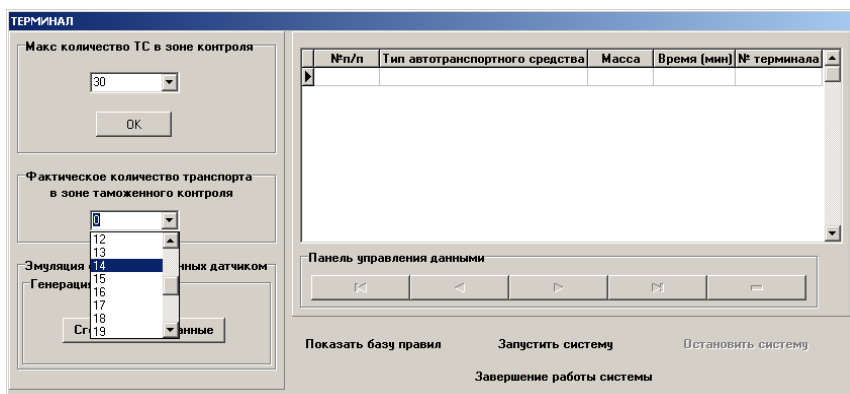 ТЕРМИНАЛ
Макс количество ТС в зоне контроля
30
OK
Фактическое количество транспорта
в зоне таможенного контроля
0
12
13
14
15
16
17
18
19
Эмуляция нных датчиком
Генерация
Сг анные
№п/п Тип автотранспортного средства Масса Время (мин) № терминала
Панель управления данными
Показать базу правил Запустить систему Остановить систему
Завершение работы системы